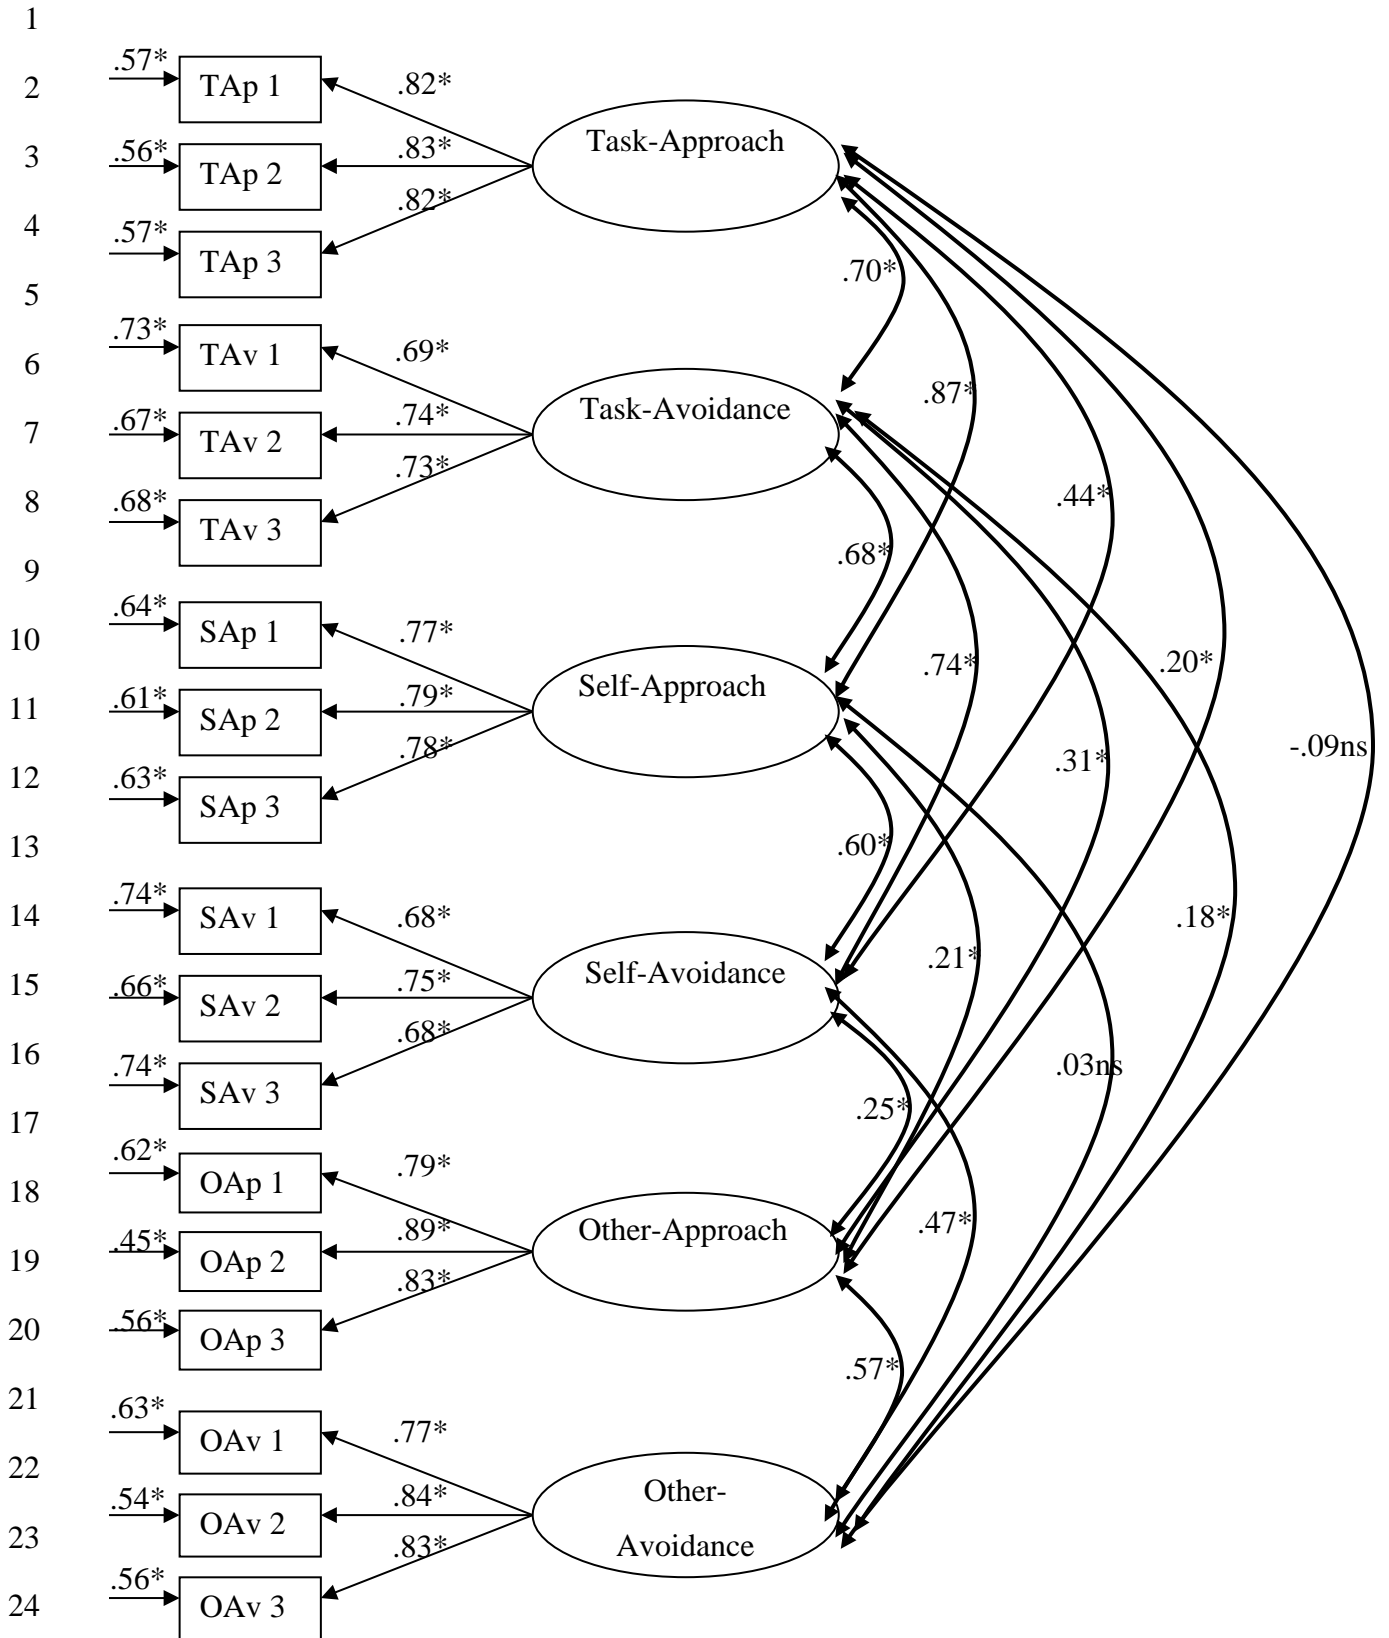 1
.57*
2
TAp 1
.82*
Task-Approach
3
.56*
TAp 2
.83*
4
.57*
TAp 3
.82*
5
.70*
.73*
6
TAv 1
.69*
Task-Avoidance
.87*
7
.67*
TAv 2
.74*
8
.68*
TAv 3
.73*
.44*
9
.68*
.64*
10
SAp 1
.77*
Self-Approach
.74*
.20*
11
.61*
SAp 2
.79*
12
.63*
SAp 3
.78*
.31*
-.09ns
13
.60*
.74*
14
SAv 1
.68*
.18*
Self-Avoidance
.21*
15
.66*
SAv 2
.75*
16
.74*
SAv 3
.68*
.03ns
17
.25*
.62*
18
OAp 1
.79*
Other-Approach
.47*
19
.45*
OAp 2
.89*
20
.56*
OAp 3
.83*
.57*
21
.63*
OAv 1
.77*
22
.54*
OAv 2
.84*
Other-
23
.83*
Avoidance
.56*
24
OAv 3